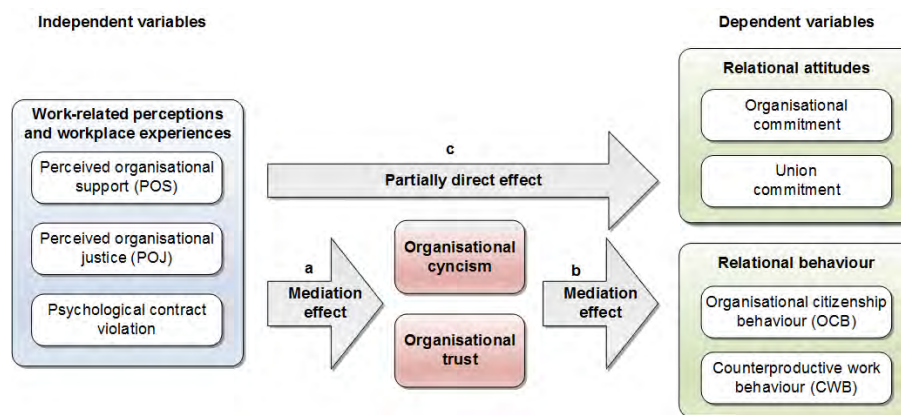 Independent variables
Dependent variables
Work-related perceptions
and workplace experiences
Perceived organisational
support (POS)
Perceived organisational
justice (POJ)
Psychological contract
violation
c
Partially direct effect
a
Mediation
effect
Organisational
cyncism
Organisational
trust
b
Mediation
effect
Relational attitudes
Organisational
commitment
Union
commitment
Relational behaviour
Organisational citizenship
behaviour (OCB)
Counterproductive work
behaviour (CWB)